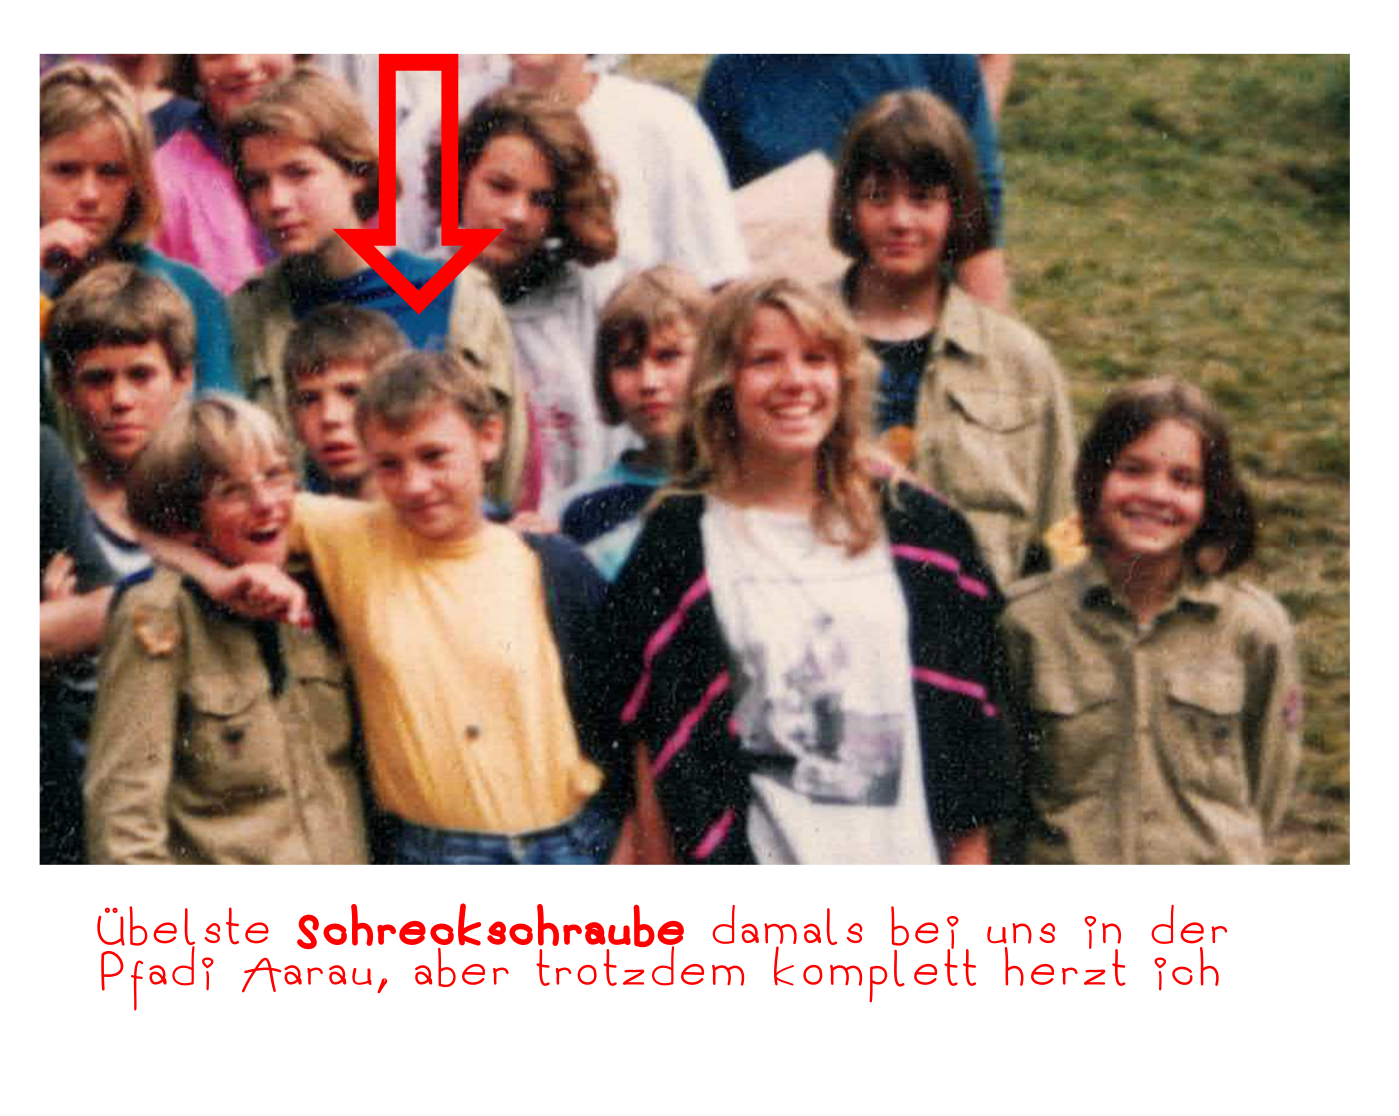 Übelste Schreckschraube damals bei uns in der
Pfadi Aarau, aber trotzdem komplett herzt ich